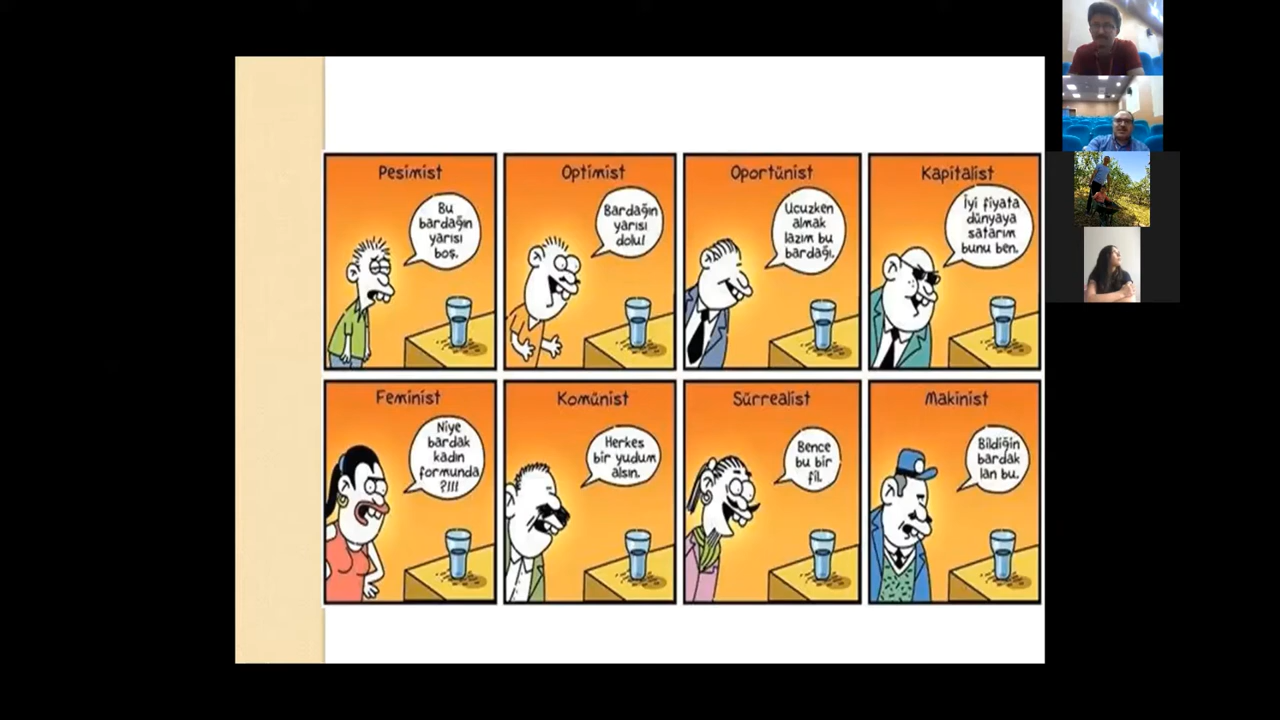 Pesimist
Bu
bardağın
yarısı
boş.
Optimist
Bardağın
yarısı
dolu!
Oportünist
Ucuzken
almak
lazım bu
bardağı.
Kapitalist
İyi fiyata
dünyaya
satarım
bunu ben.
Feminist
Niye
bardak
kadın
formunda
?!!!
Komünist
Herkes
bir yudum
alsın.
Sürrealist
Bence
bu bir
fil.
Makinist
Bildiğin
bardak
lan bu.